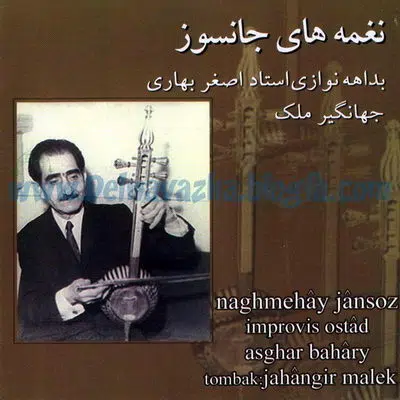 نغمه های جانسوز
بداهه نوازی استاد اصغر بهاری
جهانگیر ملک
naghmehây jânsoz
improvis ostâd
asghar bahâry
tombak:jahângir malek